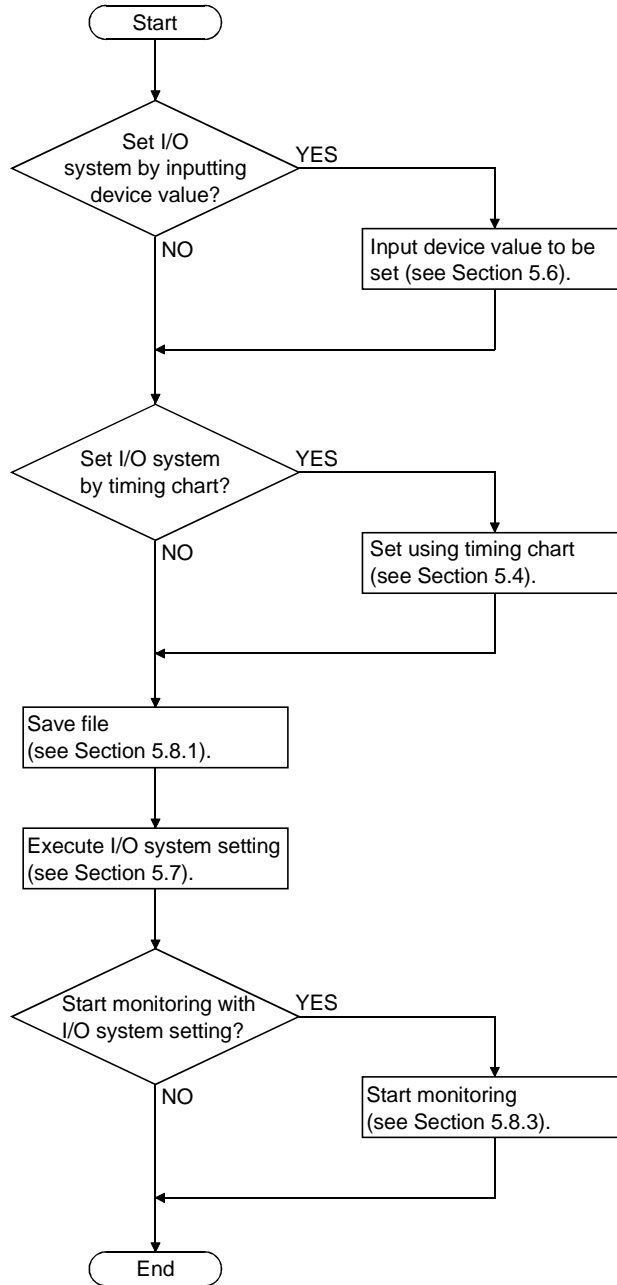 Start
Set I/O
system by inputting
device value?
YES
NO
Input device value to be
set (see Section 5.6).
Set I/O system
by timing chart?
YES
NO
Set using timing chart
(see Section 5.4).
Save file
(see Section 5.8.1).
Execute I/O system setting
(see Section 5.7).
Start monitoring with
I/O system setting?
YES
NO
Start monitoring
(see Section 5.8.3).
End